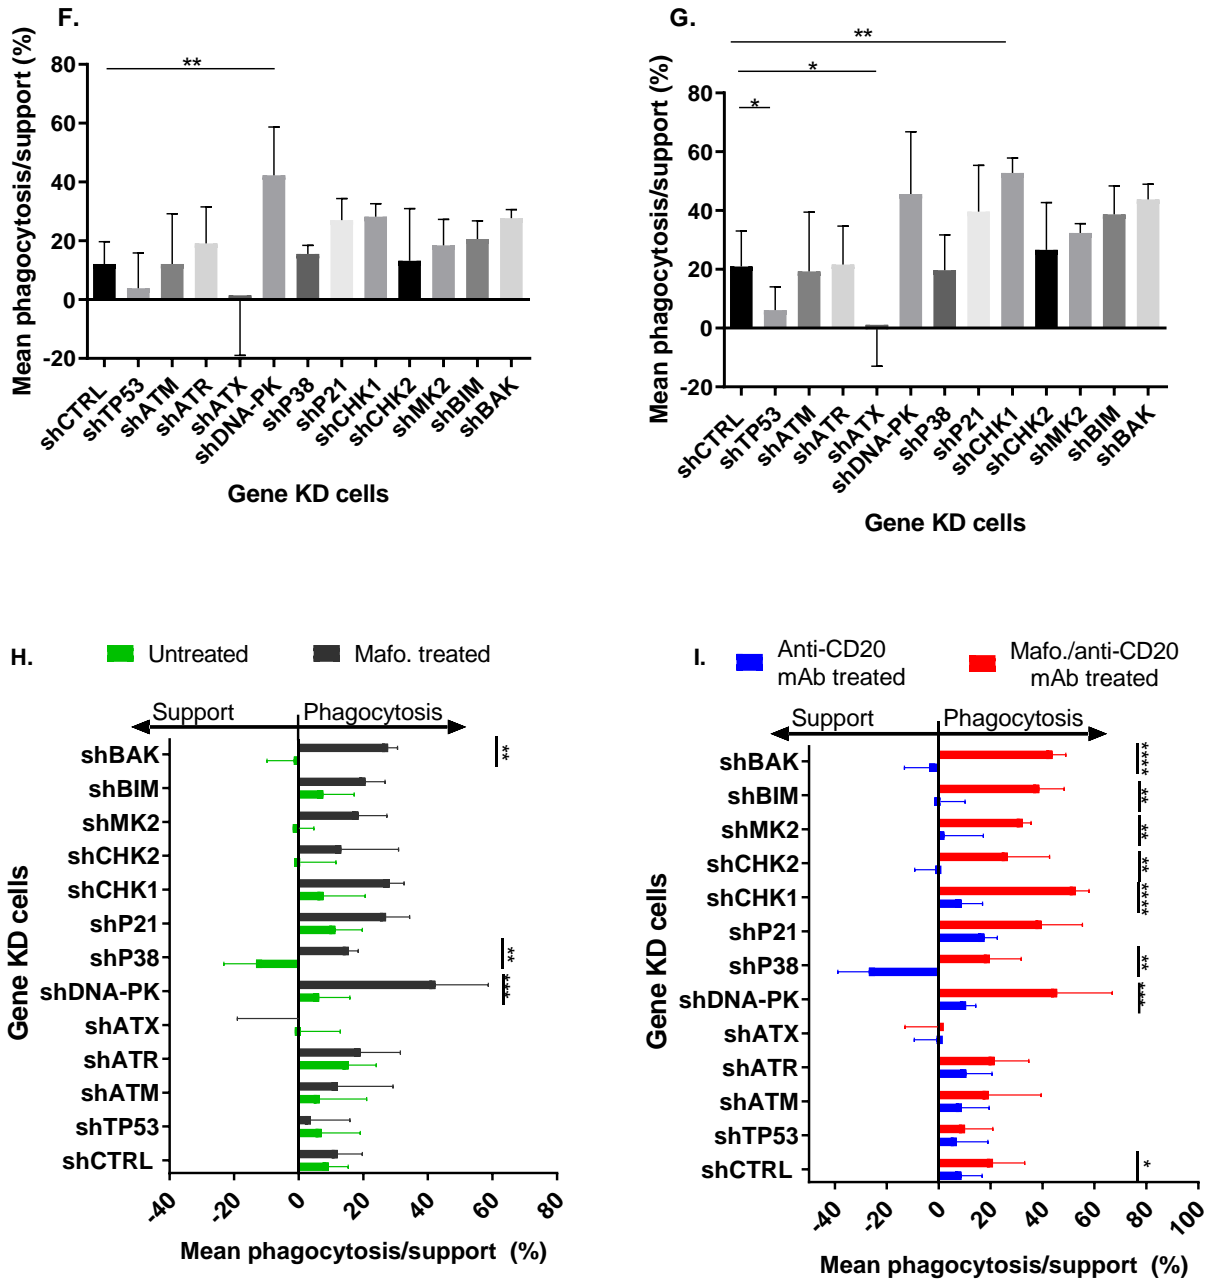 F.
Mean phagocytosis/support (%)
80
60
40
20
0
-20
**
shCTRL
shTP53
shATM
shATR
shATX
shDNA-PK
shP38
shP21
shCHK1
shCHK2
shMK2
shBIM
shBAK
Gene KD cells
G.
Mean phagocytosis/support (%)
80
60
40
20
0
-20
**
*
*
shCTRL
shTP53
shATM
shATR
shATX
shDNA-PK
shP38
shP21
shCHK1
shCHK2
shMK2
shBIM
shBAK
Gene KD cells
H.
Untreated
Mafo. treated
Support
Phagocytosis
Gene KD cells
shBAK
**
shBIM
shMK2
shCHK2
shCHK1
shP21
shP38
**
shDNA-PK
***
shATX
shATR
shATM
shTP53
shCTRL
-40
-20
0
20
40
60
80
Mean phagocytosis/support (%)
I.
Anti-CD20
mAb treated
Mafo./anti-CD20
mAb treated
Support
Phagocytosis
Gene KD cells
shBAK
****
shBIM
**
shMK2
**
shCHK2
**
shCHK1
****
shP21
shP38
**
shDNA-PK
***
shATX
shATR
shATM
shTP53
shCTRL
*
-40
-20
0
20
40
60
80
100
Mean phagocytosis/support (%)